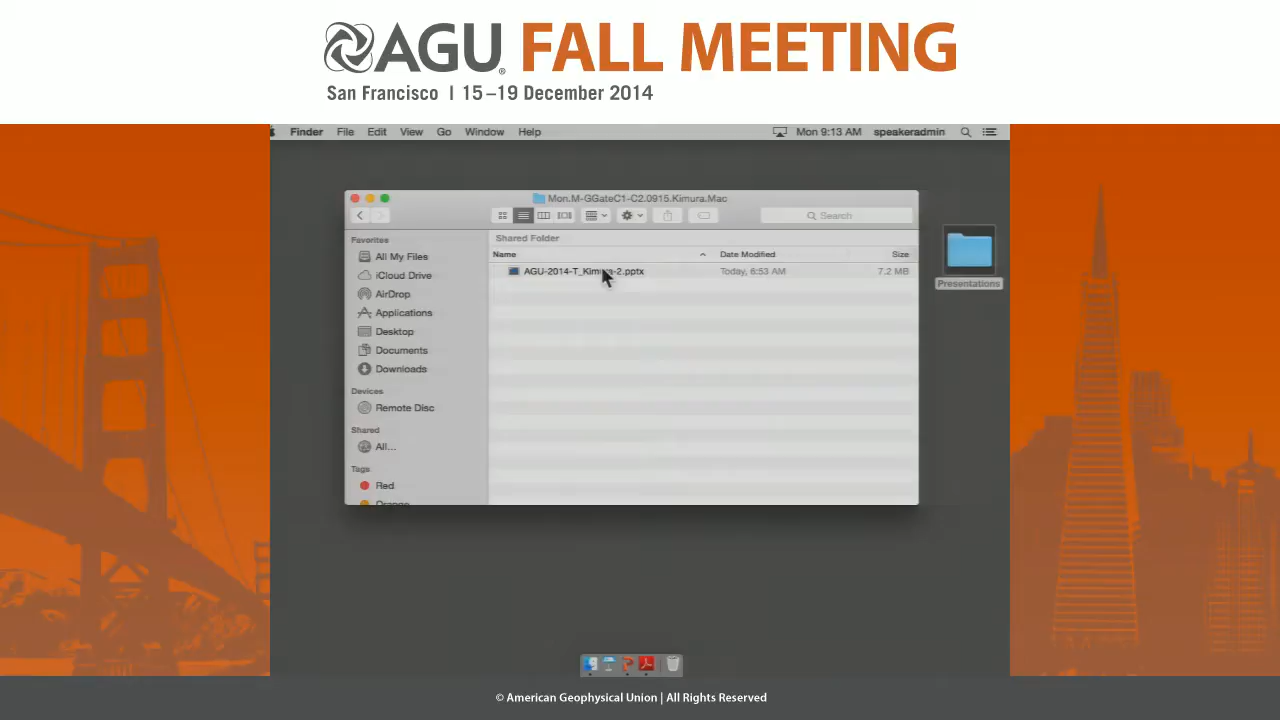 AGU FALL MEETING
San Francisco | 15–19 December 2014
Finder File Edit View Go Window Help Mon 9:13 AM speakeradmin
Mon.M-GGateC1-C2.0915.Kimura.Mac
Search
Favorites
All My Files
iCloud Drive
AirDrop
Applications
Desktop
Documents
Downloads
Devices
Remote Disc
Shared
All...
Tags
Red
Orange
Shared Folder
Name Date Modified Size
AGU-2014-T_Kimura-2.pptx Today, 6:53 AM 7.2 MB
Presentations
© American Geophysical Union | All Rights Reserved